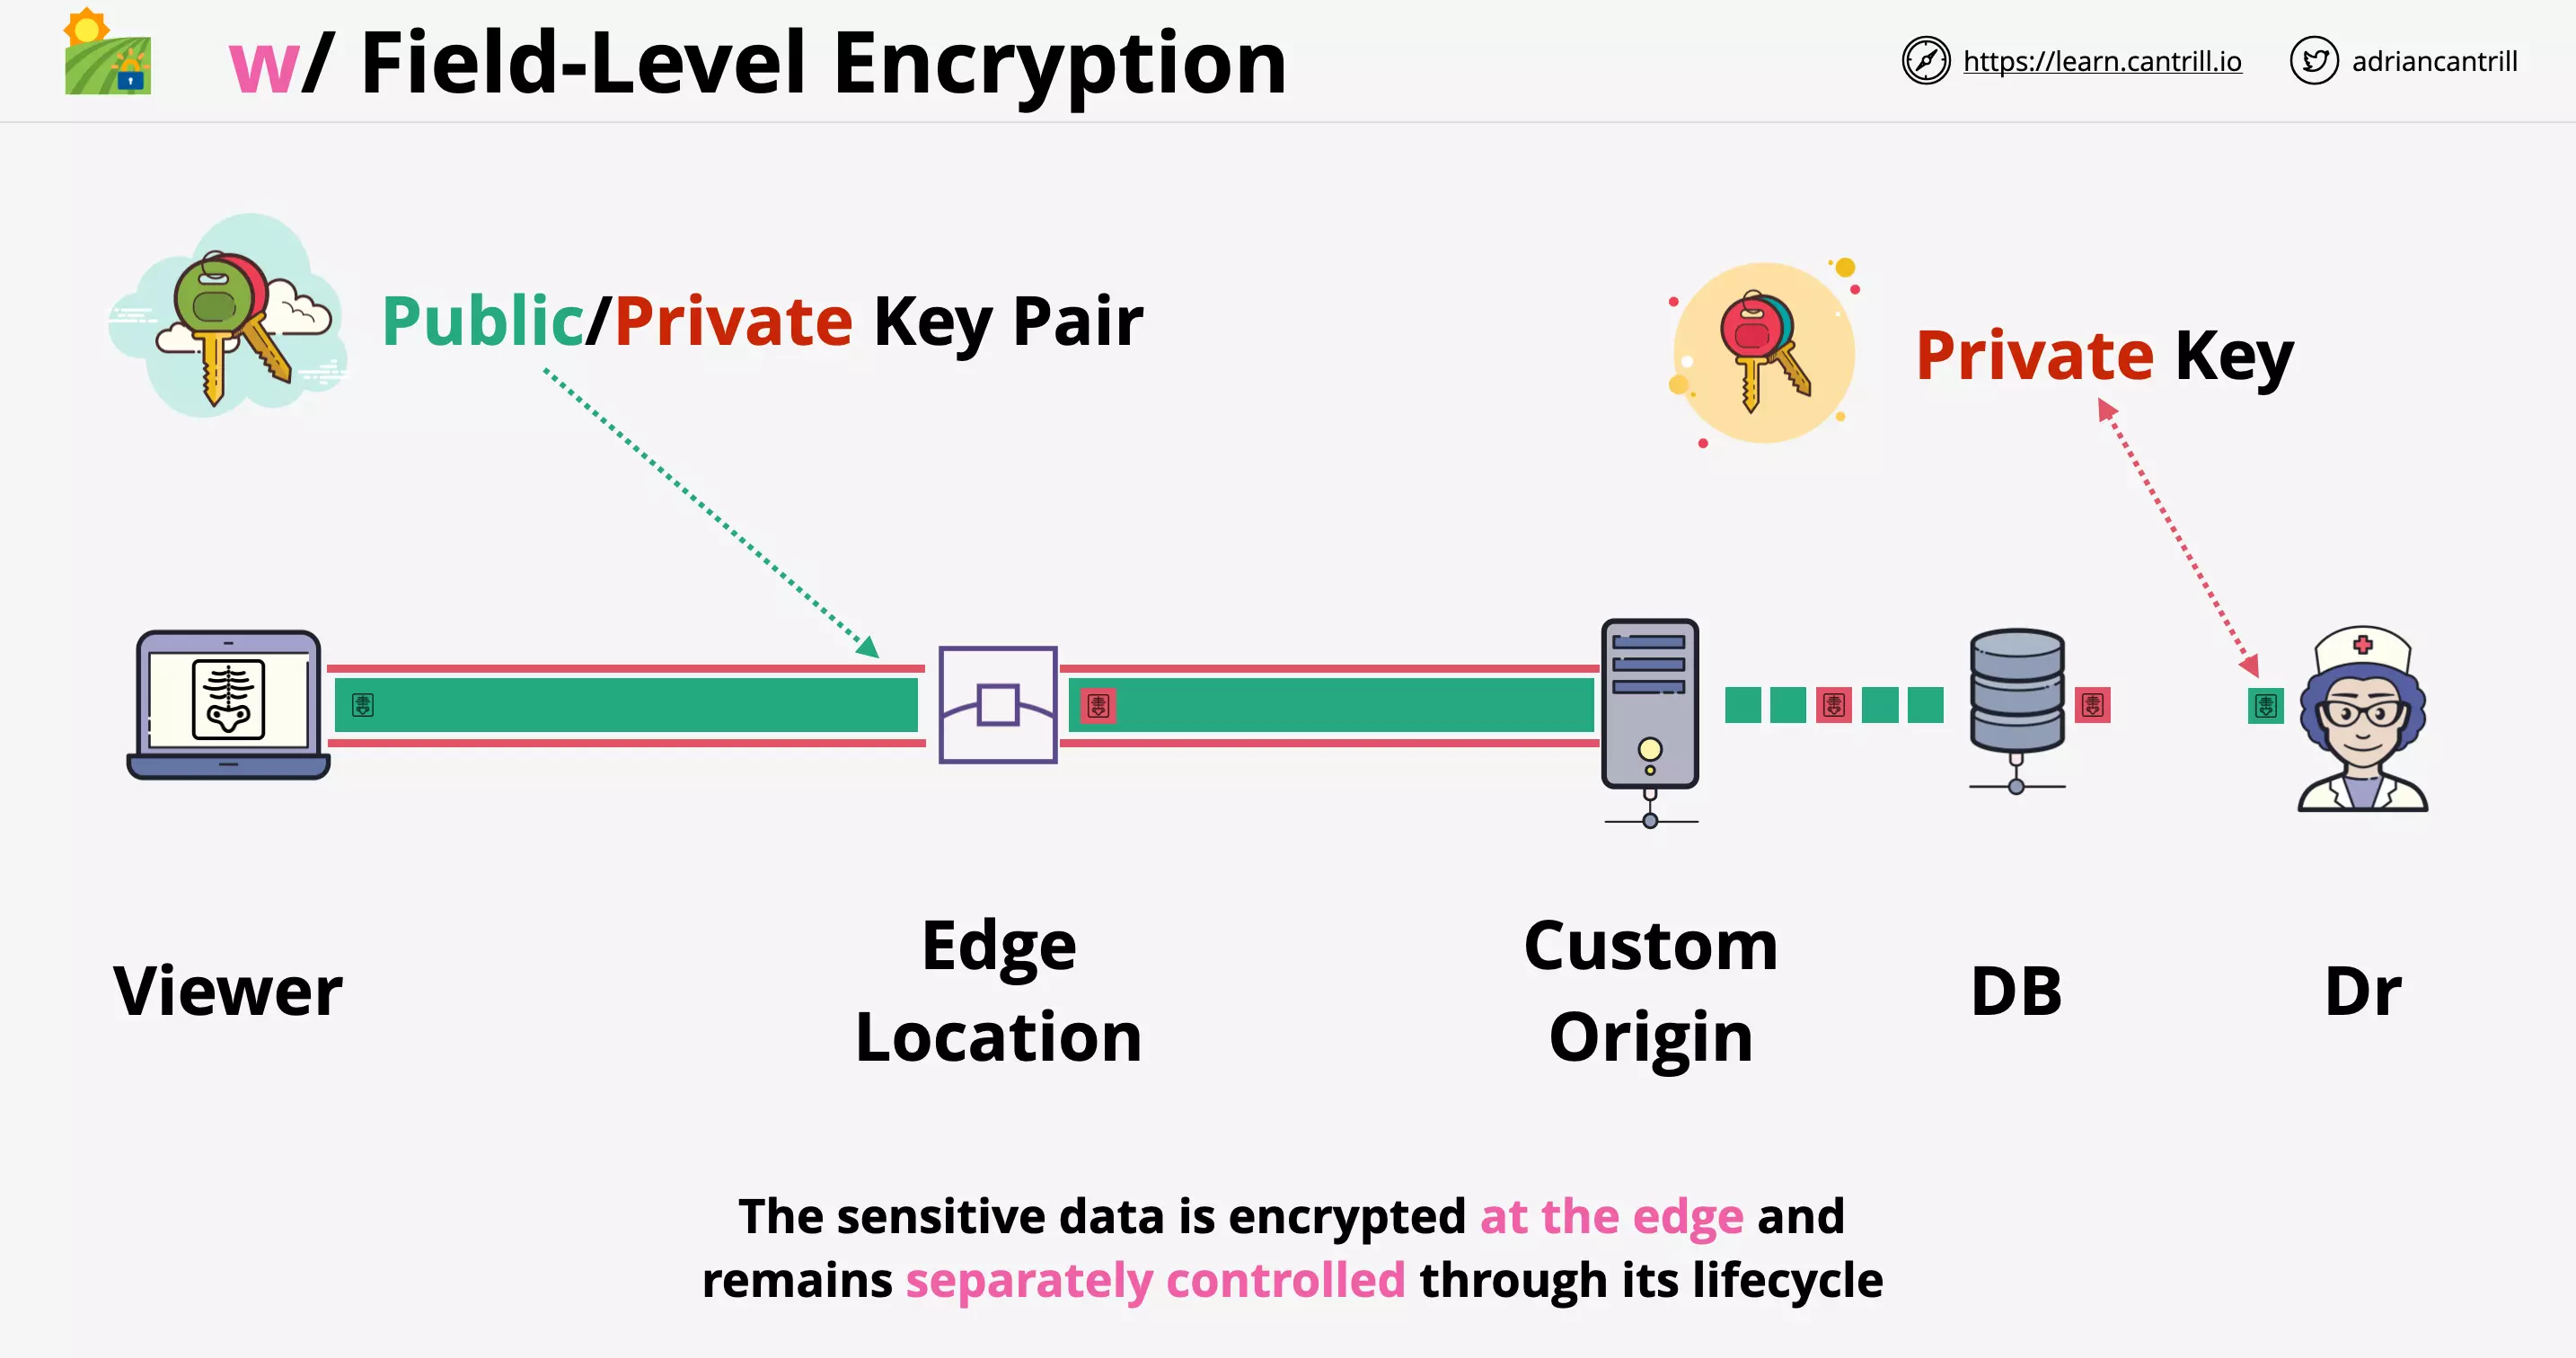 w/ Field-Level Encryption
https://learn.cantrill.io
adriancantrill
Public/Private Key Pair
Private Key
Viewer
Edge
Location
Custom
Origin
DB
Dr
The sensitive data is encrypted at the edge and
remains separately controlled through its lifecycle